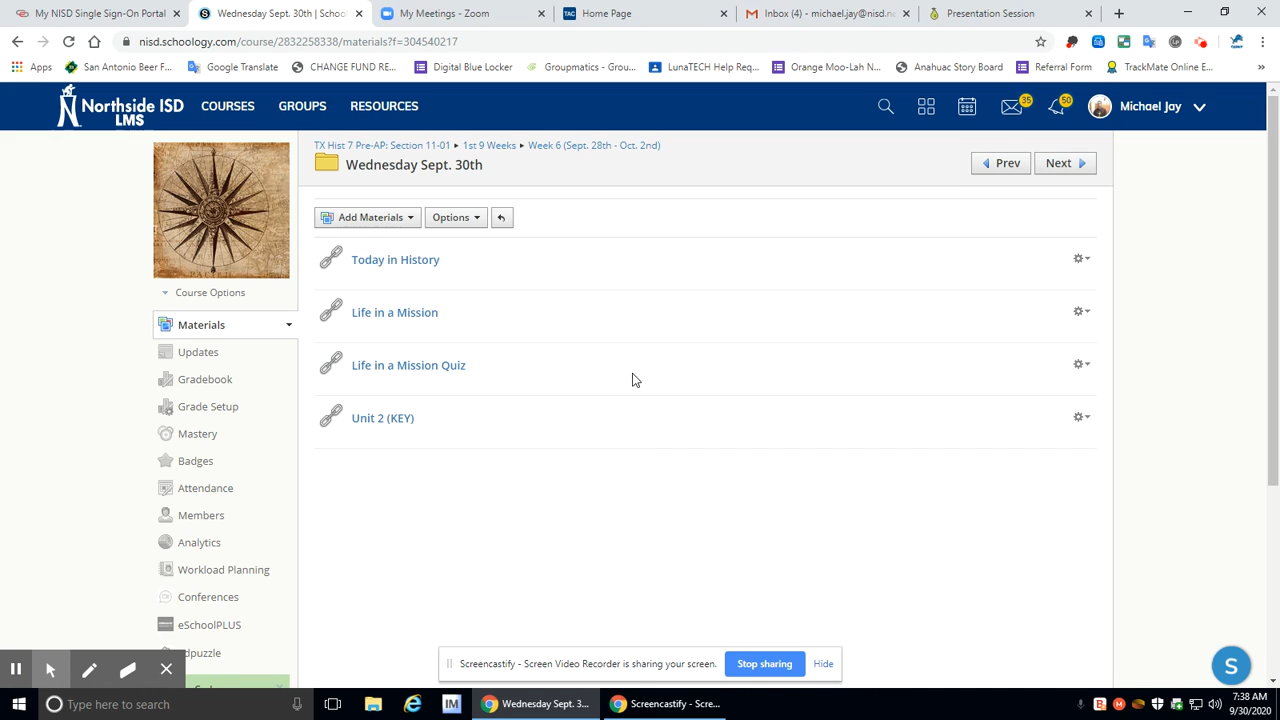 My NISD Single Sign-On Portal
Wednesday Sept. 30th | School
My Meetings - Zoom
Home Page
Inbox (4) - michael.jay@nisd.n
Presentation Session
nisd.schoology.com/course/2832258338/materials?f=304540217
Apps
San Antonio Beer F...
Google Translate
CHANGE FUND RE...
Digital Blue Locker
Groupmatics - Grou...
LunaTECH Help Req...
Orange Moo-Lah N...
Anahuac Story Board
Referral Form
TrackMate Online E...
Northside ISD
LMS
COURSES
GROUPS
RESOURCES
35
50
Michael Jay
TX Hist 7 Pre-AP: Section 11-01 ▸ 1st 9 Weeks ▸ Week 6 (Sept. 28th - Oct. 2nd)
Wednesday Sept. 30th
Prev
Next
Add Materials
Options
Today in History
Life in a Mission
Life in a Mission Quiz
Unit 2 (KEY)
Course Options
Materials
Updates
Gradebook
Grade Setup
Mastery
Badges
Attendance
Members
Analytics
Workload Planning
Conferences
eSchoolPLUS
dpuzzle
Screencastify - Screen Video Recorder is sharing your screen.
Stop sharing
Hide
S
Type here to search
IM
Wednesday Sept. 3...
Screencastify - Scre...
7:38 AM
9/30/2020